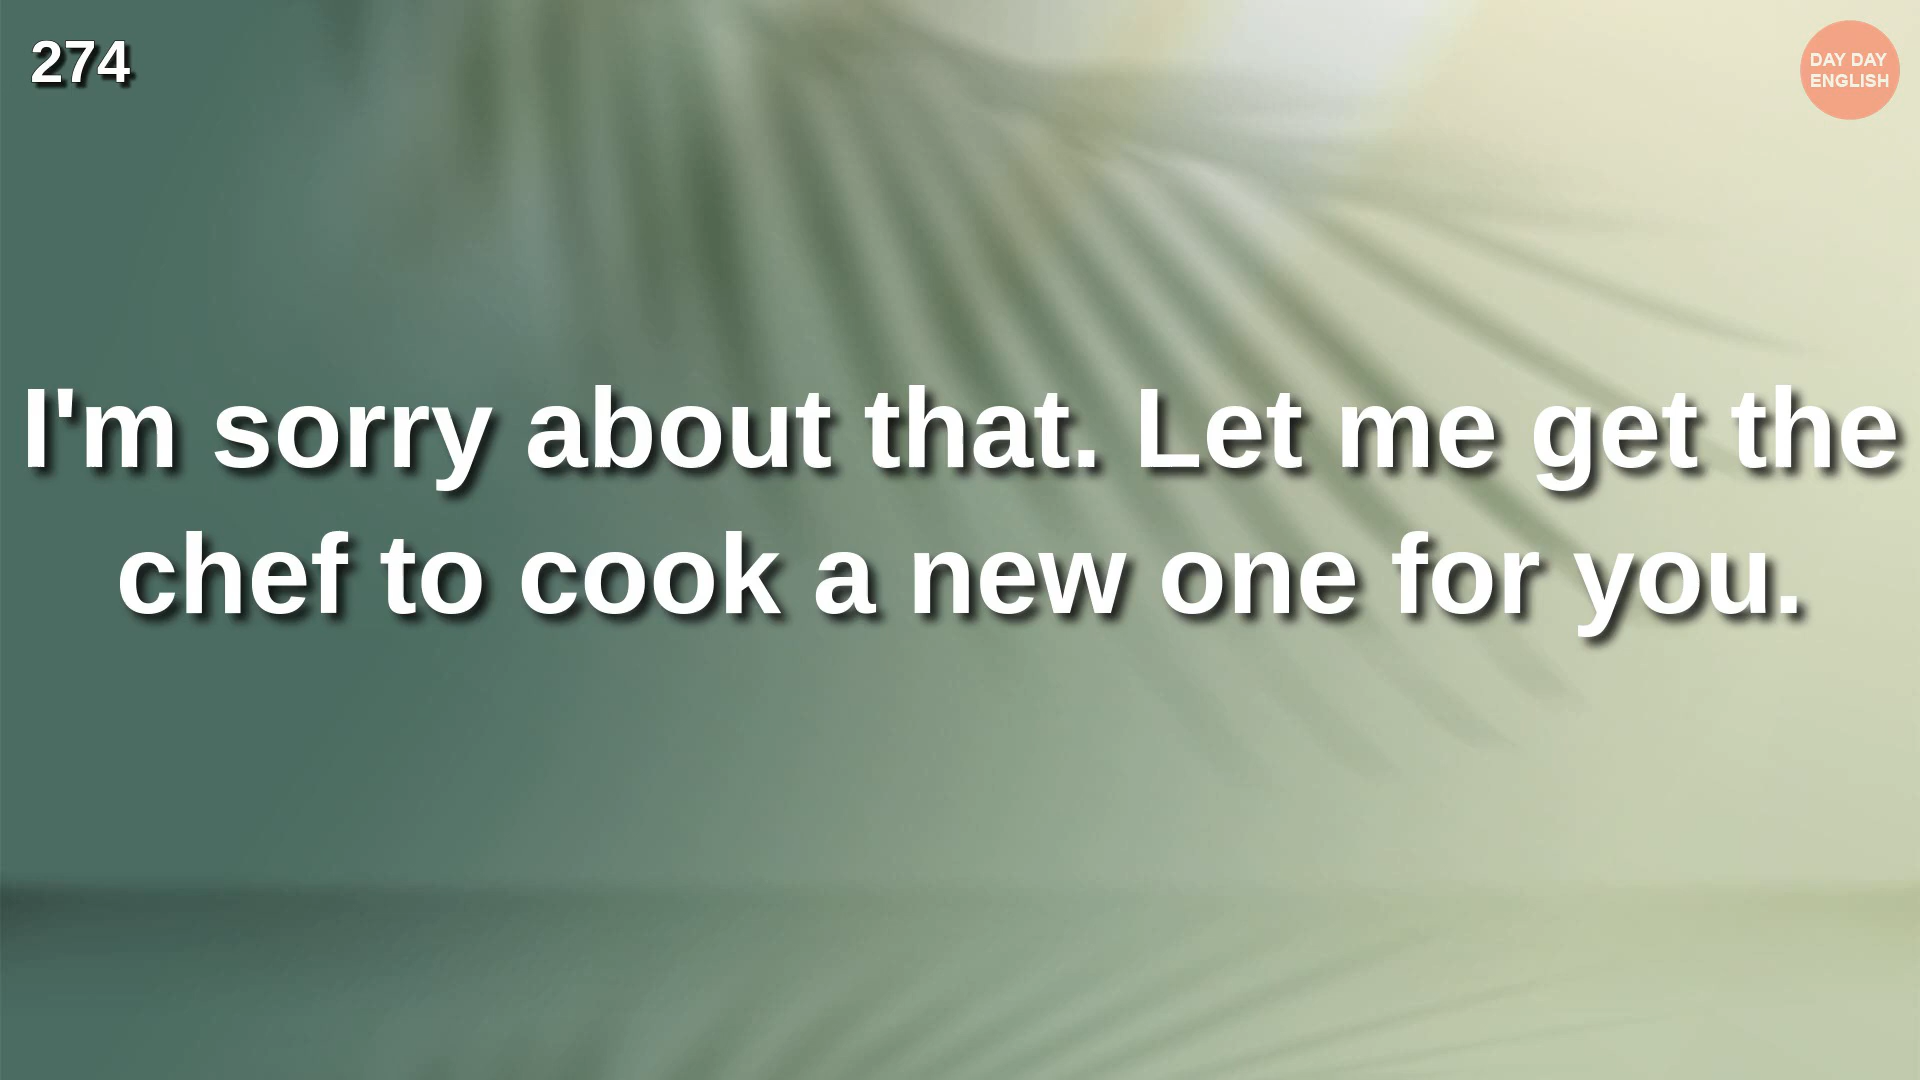 274
DAY DAY
ENGLISH
I'm sorry about that. Let me get the
chef to cook a new one for you.